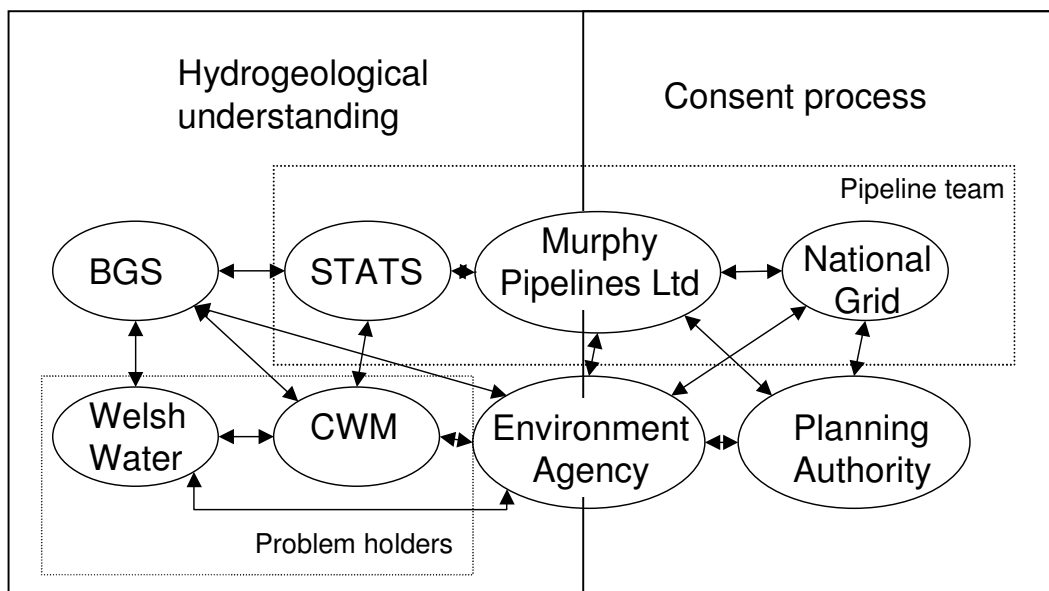 Hydrogeological
understanding
Consent process
Pipeline team
BGS
STATS
Murphy
Pipelines Ltd
National
Grid
Welsh
Water
CWM
Environment
Agency
Planning
Authority
Problem holders